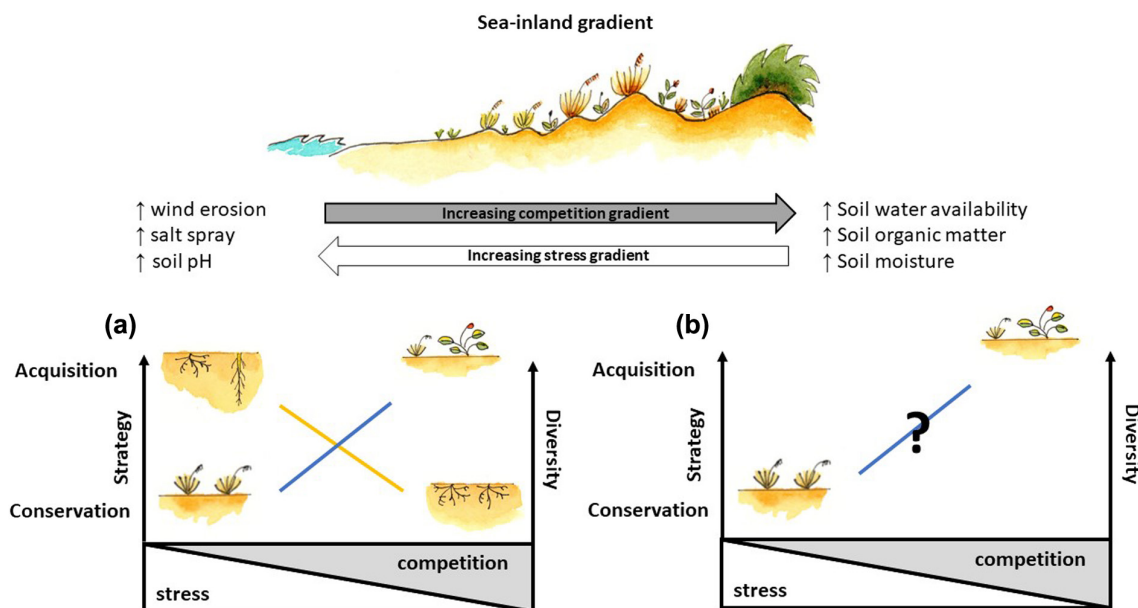 Sea-inland gradient
↑ wind erosion
↑ salt spray
↑ soil pH
Increasing competition gradient
Increasing stress gradient
↑ Soil water availability
↑ Soil organic matter
↑ Soil moisture
(a)
Acquisition
Strategy
Conservation
Diversity
competition
stress
(b)
Acquisition
Strategy
Conservation
?
Diversity
competition
stress